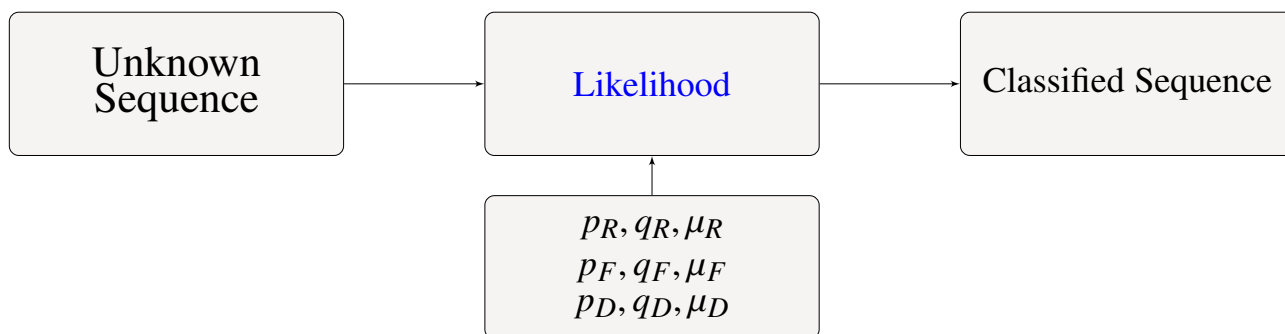 Unknown
Sequence
Likelihood
Classified Sequence
p_R, q_R, μ_R
p_F, q_F, μ_F
p_D, q_D, μ_D